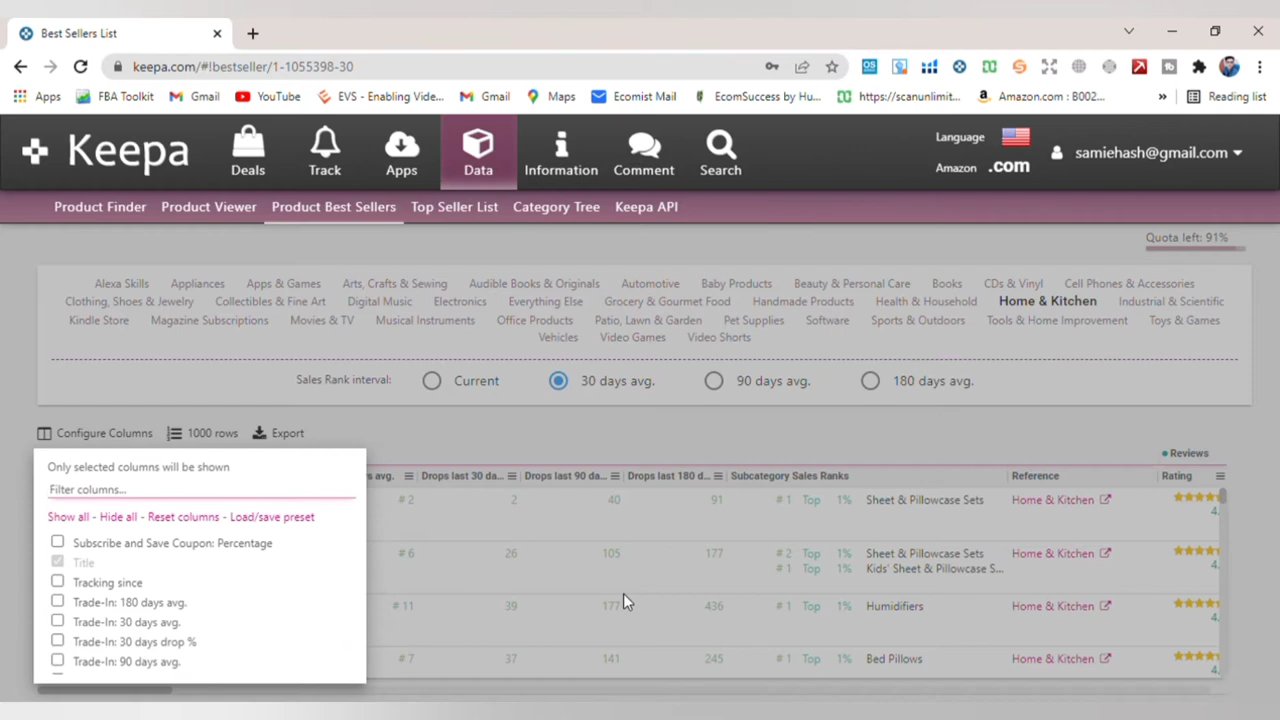 Best Sellers List
keepa.com/#!bestseller/1-1055398-30
Apps FBA Toolkit Gmail YouTube EVS - Enabling Vide... Gmail Maps Ecomist Mail EcomSuccess by Hu... https://scanunlimit... Amazon.com : B002... » Reading list
Keepa Deals Track Apps Data Information Comment Search
Language
Amazon .com
samiehash@gmail.com
Product Finder Product Viewer Product Best Sellers Top Seller List Category Tree Keepa API
Quota left: 91%
Alexa Skills Appliances Apps & Games Arts, Crafts & Sewing Audible Books & Originals Automotive Baby Products Beauty & Personal Care Books CDs & Vinyl Cell Phones & Accessories
Clothing, Shoes & Jewelry Collectibles & Fine Art Digital Music Electronics Everything Else Grocery & Gourmet Food Handmade Products Health & Household Home & Kitchen Industrial & Scientific
Kindle Store Magazine Subscriptions Movies & TV Musical Instruments Office Products Patio, Lawn & Garden Pet Supplies Software Sports & Outdoors Tools & Home Improvement Toys & Games
Vehicles Video Games Video Shorts
Sales Rank interval: Current 30 days avg. 90 days avg. 180 days avg.
Configure Columns 1000 rows Export
Only selected columns will be shown
Filter columns...
Show all - Hide all - Reset columns - Load/save preset
Subscribe and Save Coupon: Percentage
Title
Tracking since
Trade-In: 180 days avg.
Trade-In: 30 days avg.
Trade-In: 30 days drop %
Trade-In: 90 days avg.
Reviews
avg. Drops last 30 da... Drops last 90 da... Drops last 180 d... Subcategory Sales Ranks Reference Rating
# 2 2 40 91 # 1 Top 1% Sheet & Pillowcase Sets Home & Kitchen
4.
# 6 26 105 177 # 2 Top 1% Sheet & Pillowcase Sets Home & Kitchen
# 1 Top 1% Kids' Sheet & Pillowcase S... 4.
# 11 39 177 436 # 1 Top 1% Humidifiers Home & Kitchen
4.
# 7 37 141 245 # 1 Top 1% Bed Pillows Home & Kitchen
4.